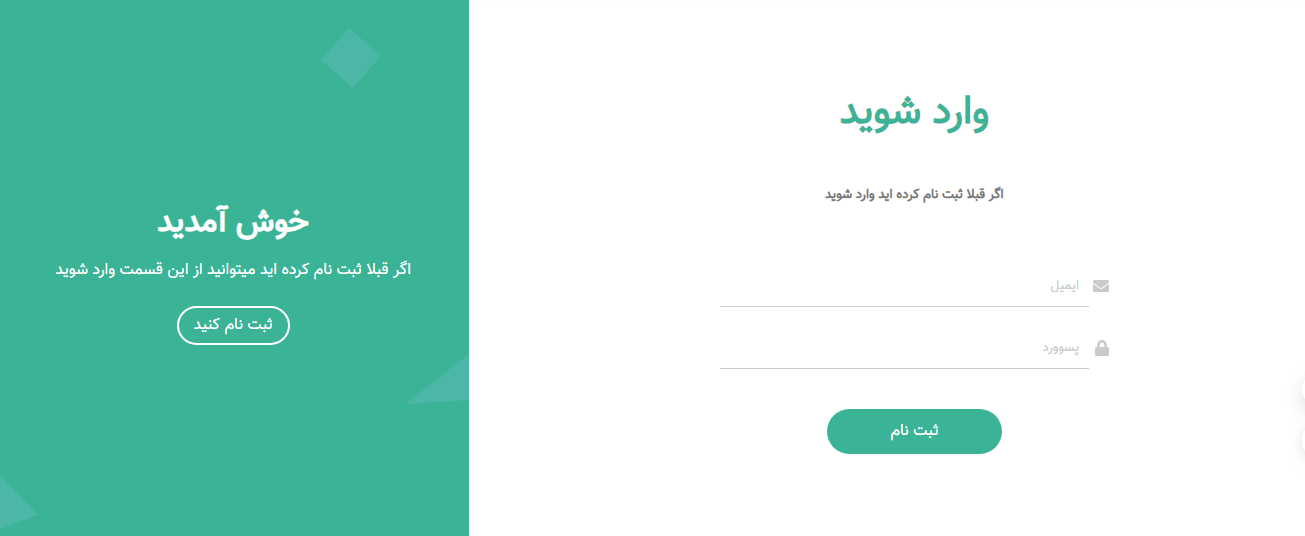 وارد شوید
اگر قبلا ثبت نام کرده اید وارد شوید
ایمیل
پسوورد
ثبت نام
خوش آمدید
اگر قبلا ثبت نام کرده اید میتوانید از این قسمت وارد شوید
ثبت نام کنید